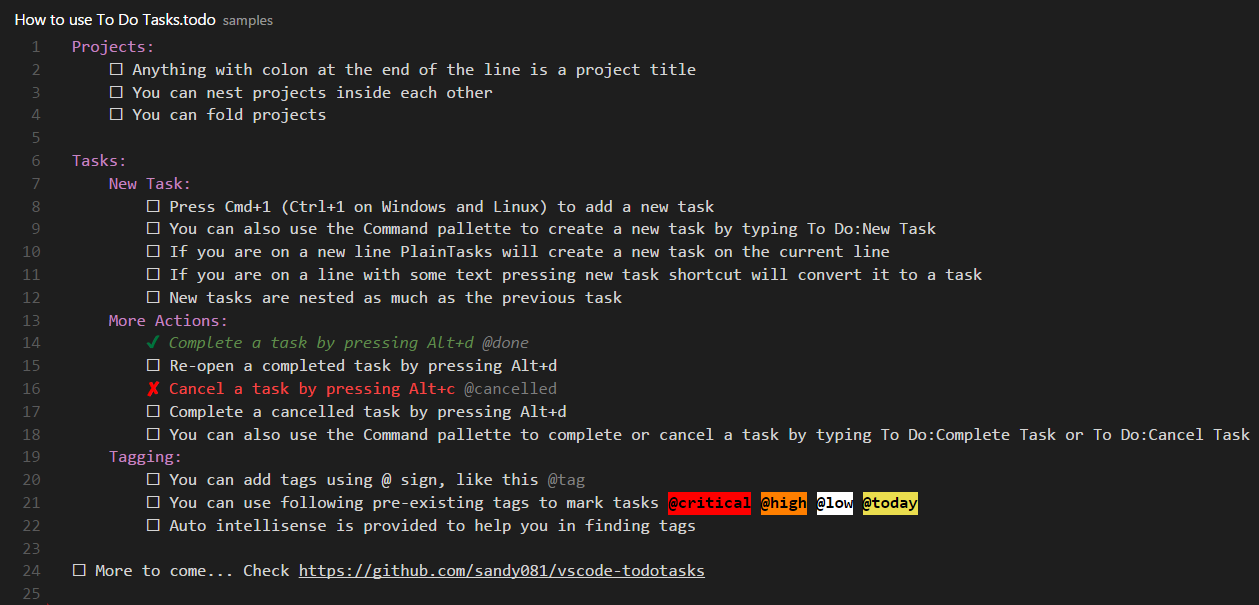 How to use To Do Tasks.todo samples
1 Projects:
2 ☐ Anything with colon at the end of the line is a project title
3 ☐ You can nest projects inside each other
4 ☐ You can fold projects
5
6 Tasks:
7 New Task:
8 ☐ Press Cmd+1 (Ctrl+1 on Windows and Linux) to add a new task
9 ☐ You can also use the Command pallette to create a new task by typing To Do:New Task
10 ☐ If you are on a new line PlainTasks will create a new task on the current line
11 ☐ If you are on a line with some text pressing new task shortcut will convert it to a task
12 ☐ New tasks are nested as much as the previous task
13 More Actions:
14 ✔ Complete a task by pressing Alt+d @done
15 ☐ Re-open a completed task by pressing Alt+d
16 ✘ Cancel a task by pressing Alt+c @cancelled
17 ☐ Complete a cancelled task by pressing Alt+d
18 ☐ You can also use the Command pallette to complete or cancel a task by typing To Do:Complete Task or To Do:Cancel Task
19 Tagging:
20 ☐ You can add tags using @ sign, like this @tag
21 ☐ You can use following pre-existing tags to mark tasks @critical @high @low @today
22 ☐ Auto intellisense is provided to help you in finding tags
23
24 ☐ More to come... Check https://github.com/sandy081/vscode-todotasks
25